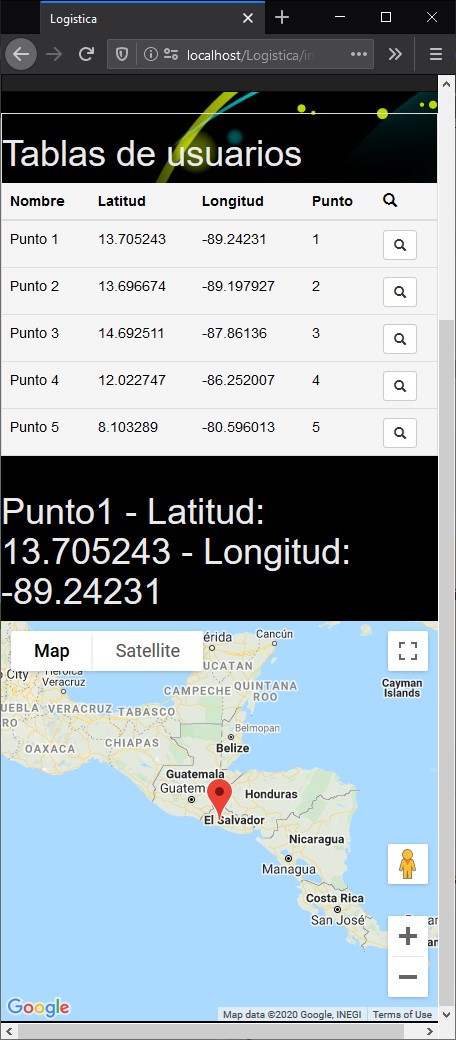 Logistica
localhost/Logistica/in
Tablas de usuarios
Nombre Latitud Longitud Punto
Punto 1 13.705243 -89.24231 1
Punto 2 13.696674 -89.197927 2
Punto 3 14.692511 -87.86136 3
Punto 4 12.022747 -86.252007 4
Punto 5 8.103289 -80.596013 5
Punto1 - Latitud:
13.705243 - Longitud:
-89.24231
Map Satellite
érida
Cancún
o City
Heroica
Veracruz
YUCATAN
CAMPECHE
QUINTANA
ROO
Cayman
Islands
UEBLA
VERACRUZ
TABASCO
OAXACA
CHIAPAS
Belmopan
Belize
Guatemala
Guatem
Honduras
El Salvador
Nicaragua
Managua
Costa Rica
San José
Google
Map data ©2020 Google, INEGI
Terms of Use